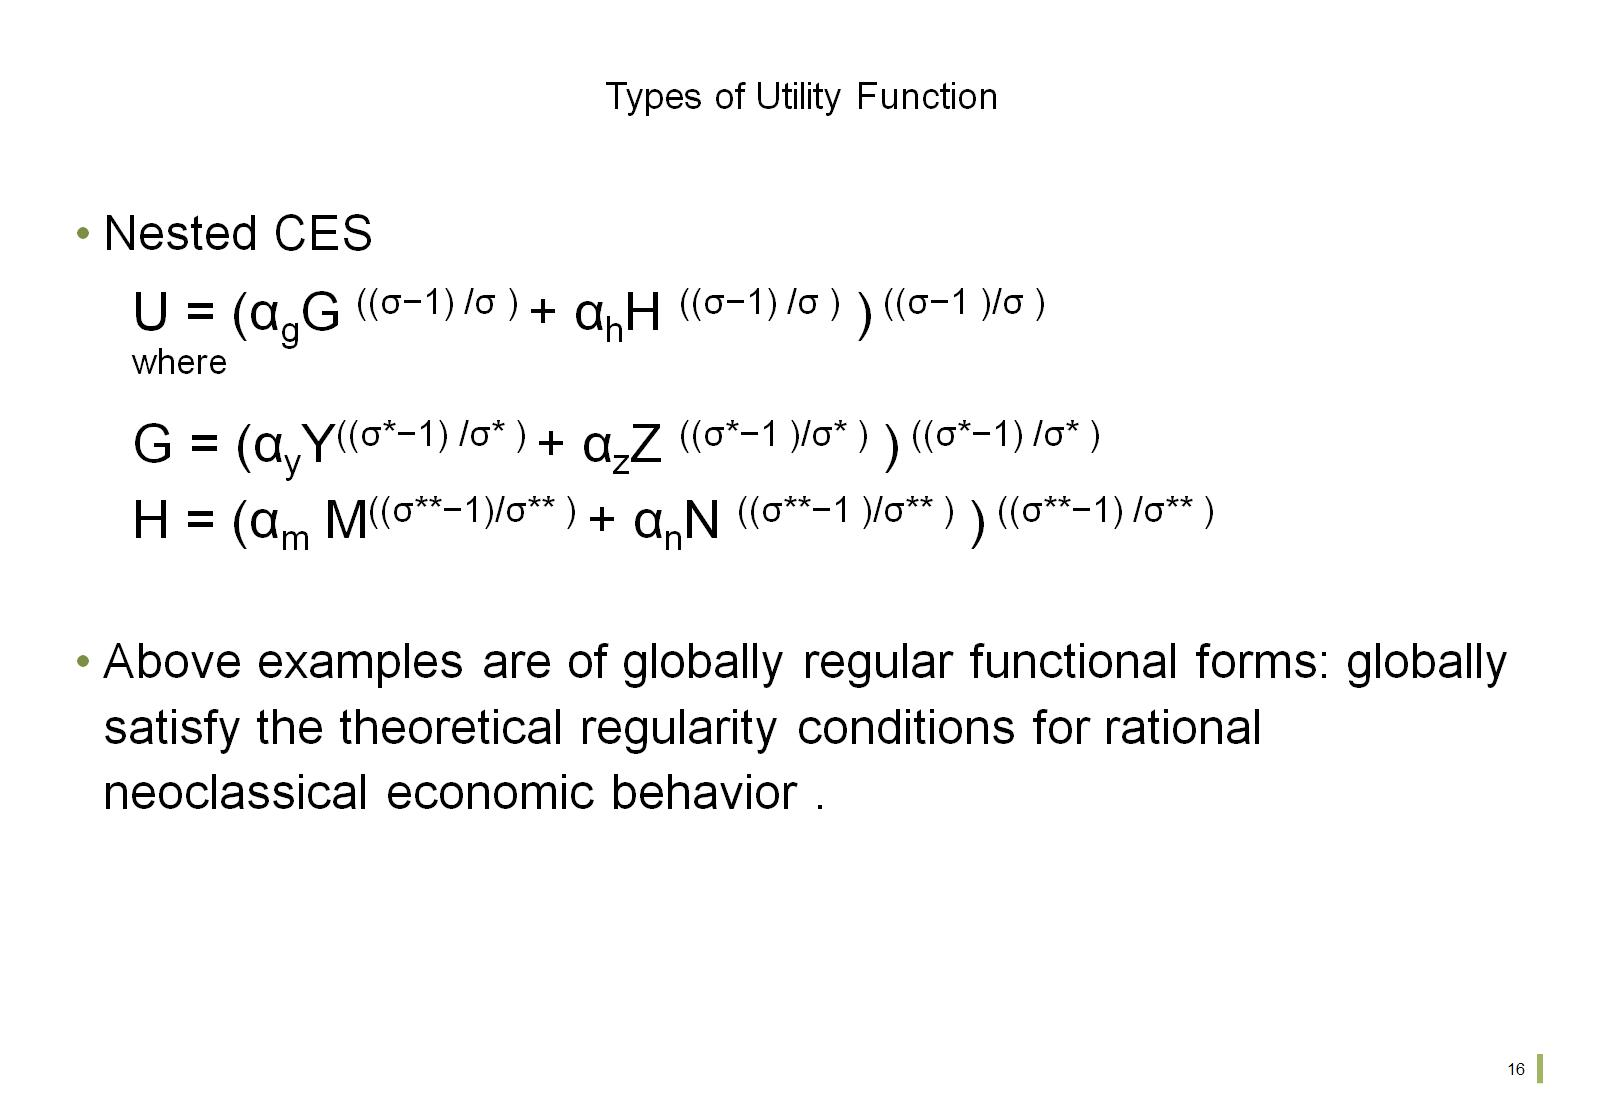 Types of Utility Function
• Nested CES
U = (αgG ((σ−1) /σ ) + αhH ((σ−1) /σ ) ) ((σ−1 )/σ )
where
G = (αyY((σ*−1) /σ* ) + αzZ ((σ*−1 )/σ* ) ) ((σ*−1) /σ* )
H = (αm M((σ**−1)/σ** ) + αnN ((σ**−1 )/σ** ) ) ((σ**−1) /σ** )
• Above examples are of globally regular functional forms: globally
satisfy the theoretical regularity conditions for rational
neoclassical economic behavior .
16